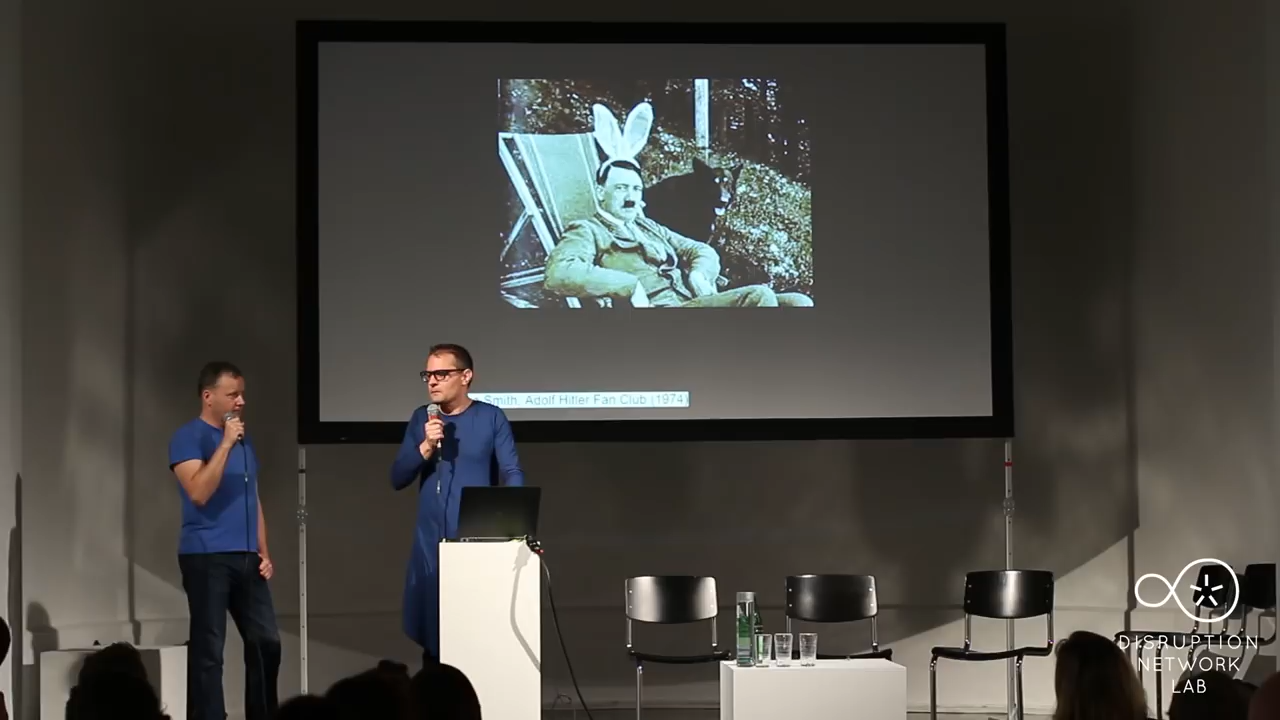 Smith, Adolf Hitler Fan Club (1974)
DISRUPTION
NETWORK
LAB